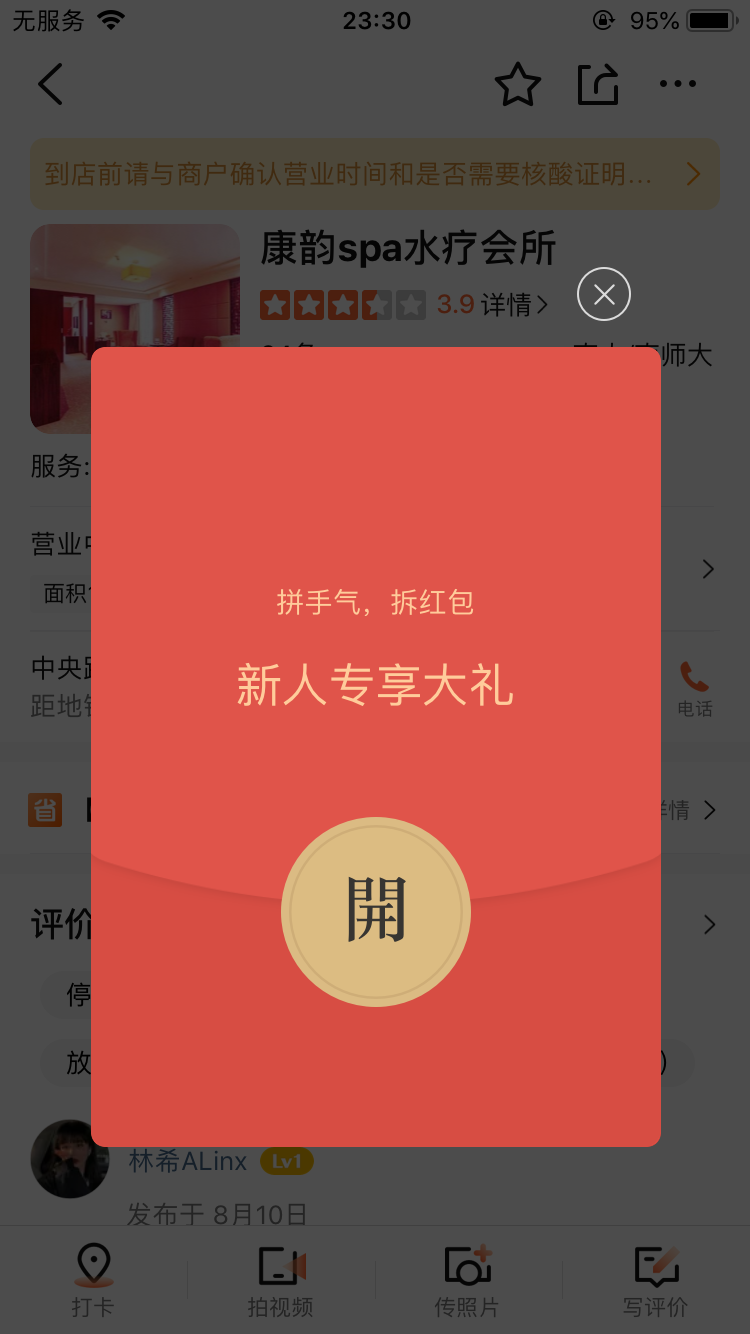 无服务 23:30 95%
到店前请与商户确认营业时间和是否需要核酸证明…
康韵spa水疗会所
3.9 详情
师大
服务:
营业
面积
拼手气，拆红包
中央
新人专享大礼
距地
电话
省
详情
開
评价
停
放 )
林希ALinx Lv1
发布于 8月10日
打卡 拍视频 传照片 写评价